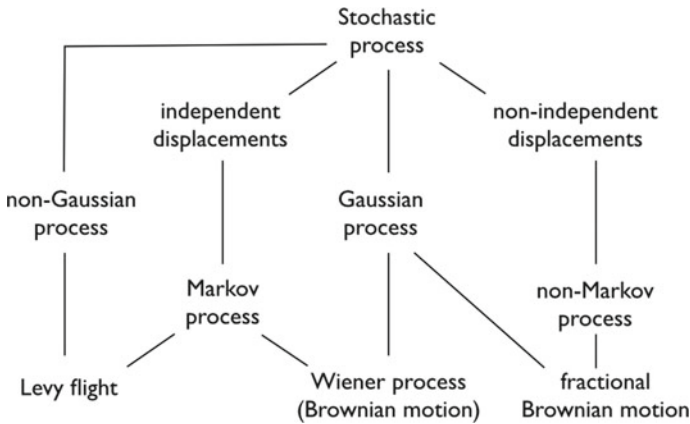 Stochastic
process
independent
displacements
non-independent
displacements
non-Gaussian
process
Gaussian
process
Markov
process
non-Markov
process
Levy flight
Wiener process
(Brownian motion)
fractional
Brownian motion